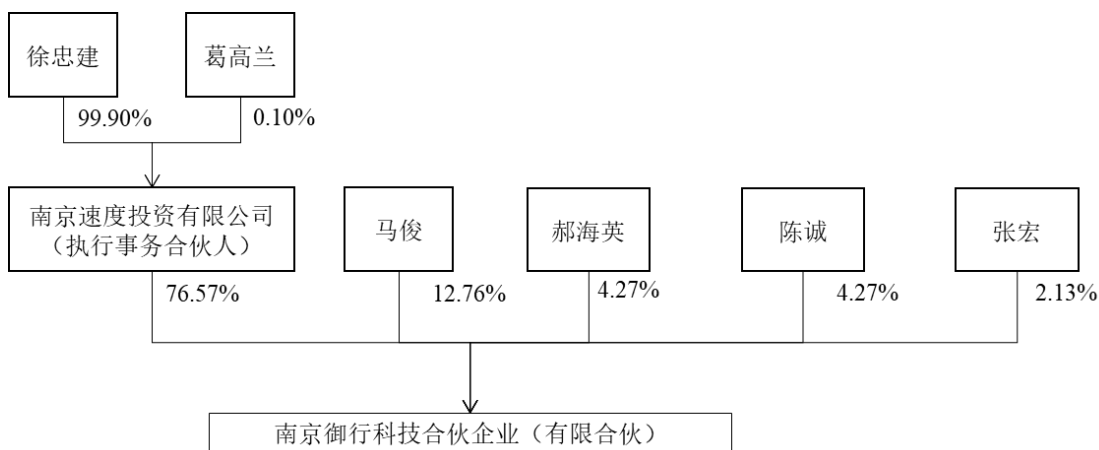 徐忠建
葛高兰
99.90%
0.10%
南京速度投资有限公司
（执行事务合伙人）
马俊
郝海英
陈诚
张宏
76.57%
12.76%
4.27%
4.27%
2.13%
南京御行科技合伙企业（有限合伙）